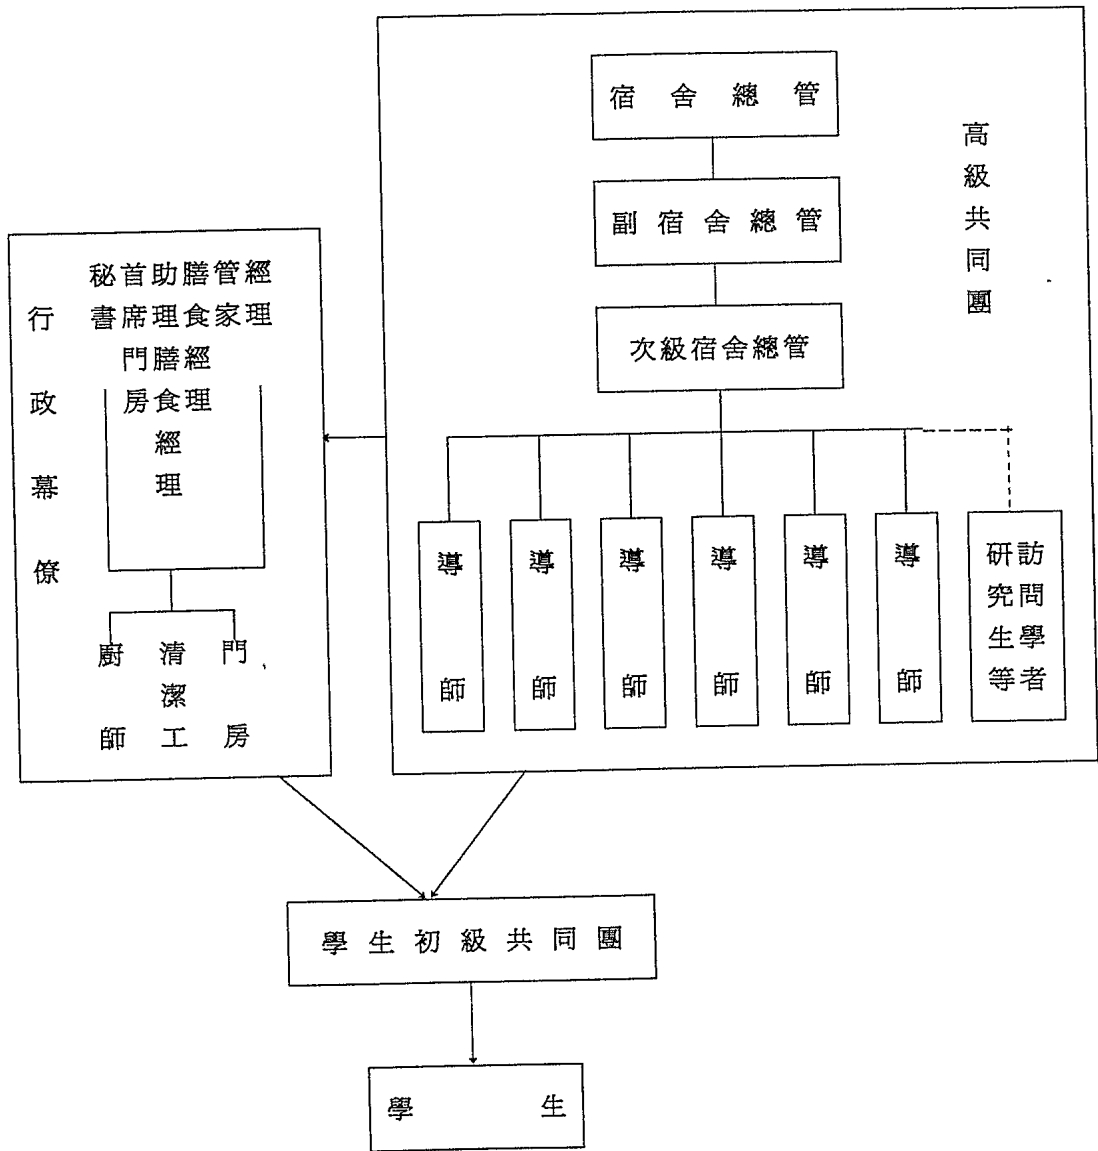 宿舍總管
高級共同團
副宿舍總管
次級宿舍總管
導師
導師
導師
導師
導師
導師
訪問學者
研究生等
行政幕僚
經理
管家
膳食經理
助理膳食經理
首席門房
秘書
廚師
清潔工
門房
學生初級共同團
學生